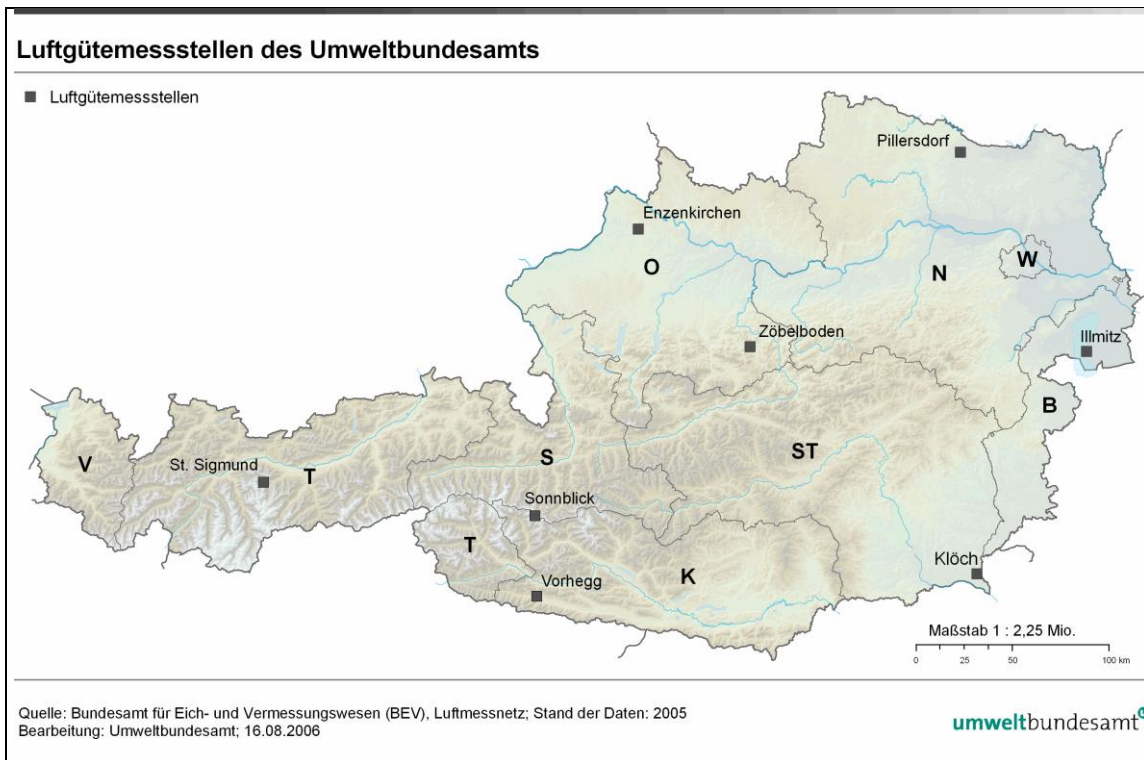 Luftgütemessstellen des Umweltbundesamts
Luftgütemessstellen
Pillersdorf
Enzenkirchen
O
N
W
Zöbelboden
Illmitz
B
V
St. Sigmund
T
S
ST
Sonnblick
T
K
Klöch
Vorhegg
Maßstab 1 : 2,25 Mio.
0 25 50 100 km
Quelle: Bundesamt für Eich- und Vermessungswesen (BEV), Luftmessnetz; Stand der Daten: 2005
Bearbeitung: Umweltbundesamt; 16.08.2006
umweltbundesamt